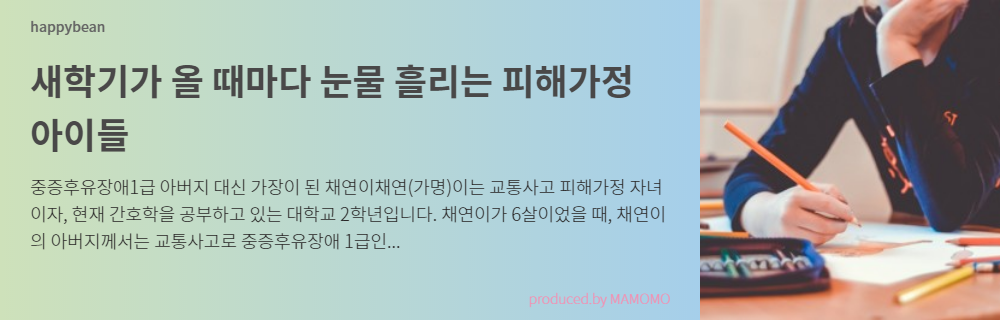 happybean
새학기가 올 때마다 눈물 흘리는 피해가정
아이들
중증후유장애1급 아버지 대신 가장이 된 채연이채연(가명)이는 교통사고 피해가정 자녀
이자, 현재 간호학을 공부하고 있는 대학교 2학년입니다. 채연이가 6살이었을 때, 채연이
의 아버지께서는 교통사고로 중증후유장애 1급인...
produced.by MAMOMO